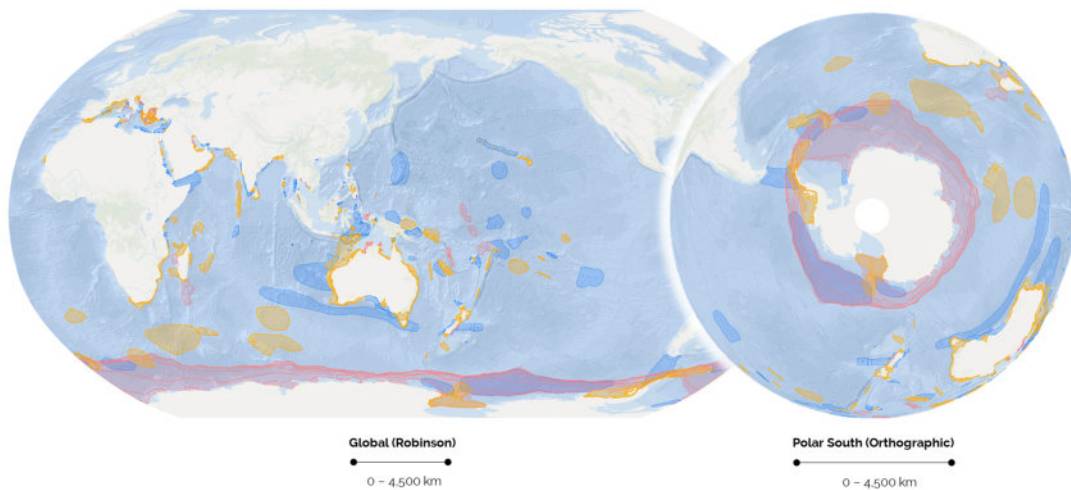 Global (Robinson)
0 – 4,500 km
Polar South (Orthographic)
0 – 4,500 km